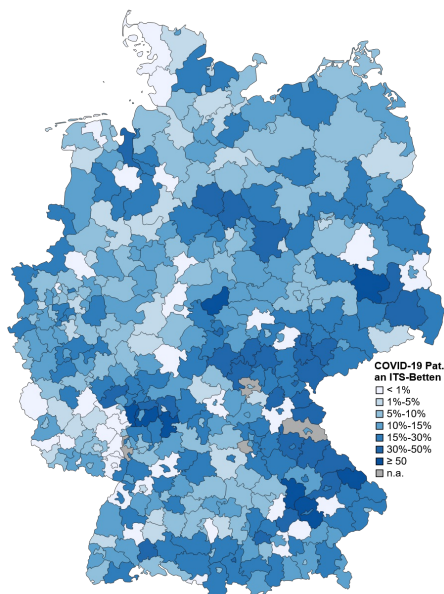 COVID-19 Pat.
an ITS-Betten
< 1%
1%-5%
5%-10%
10%-15%
15%-30%
30%-50%
≥ 50
n.a.